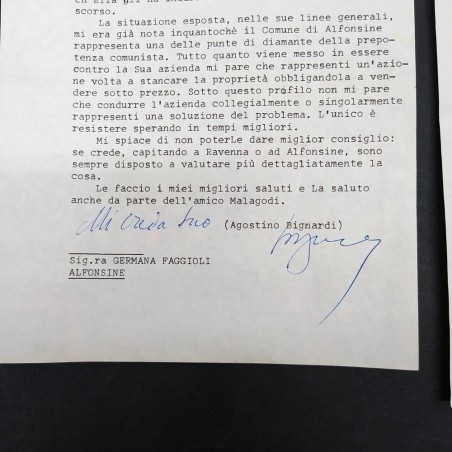 scorso.
La situazione esposta, nelle sue linee generali,
mi era già nota inquantochè il Comune di Alfonsine
rappresenta una delle punte di diamante della prepo-
tenza comunista. Tutto quanto viene messo in essere
contro la Sua azienda mi pare che rappresenti un'azio-
ne volta a stancare la proprietà obbligandola a ven-
dere sotto prezzo. Sotto questo profilo non mi pare
che condurre l'azienda collegialmente o singolarmente
rappresenti una soluzione del problema. L'unico è
resistere sperando in tempi migliori.
Mi spiace di non poterLe dare miglior consiglio:
se crede, capitando a Ravenna o ad Alfonsine, sono
sempre disposto a valutare più dettagliatamente la
cosa.
Le faccio i miei migliori saluti e La saluto
anche da parte dell'amico Malagodi.
Mi creda Suo (Agostino Bignardi)
Sig.ra GERMANA FAGGIOLI
ALFONSINE